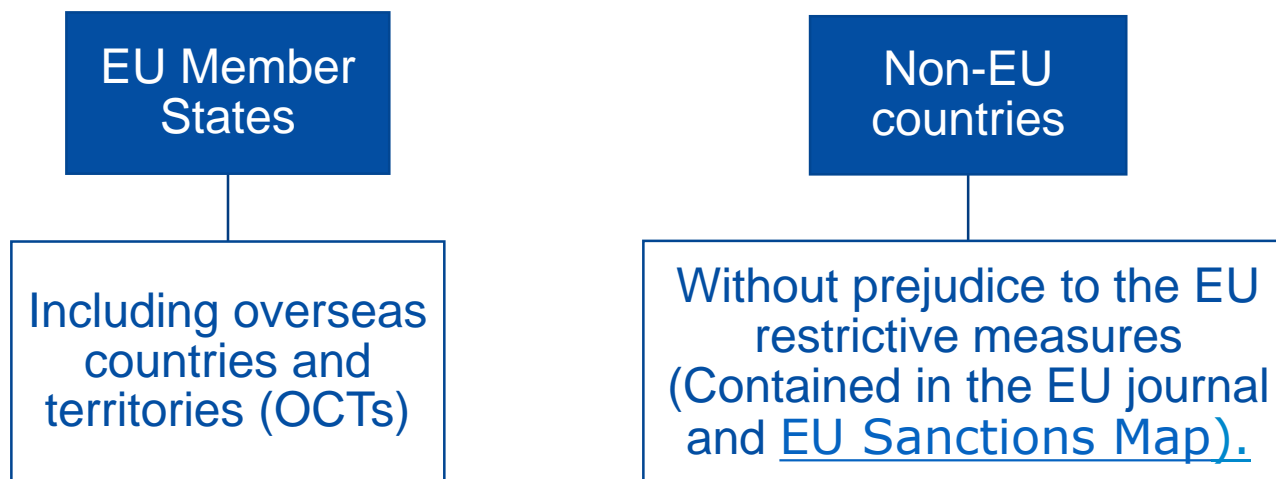 EU Member
States
Including overseas
countries and
territories (OCTs)
Non-EU
countries
Without prejudice to the EU
restrictive measures
(Contained in the EU journal
and EU Sanctions Map).